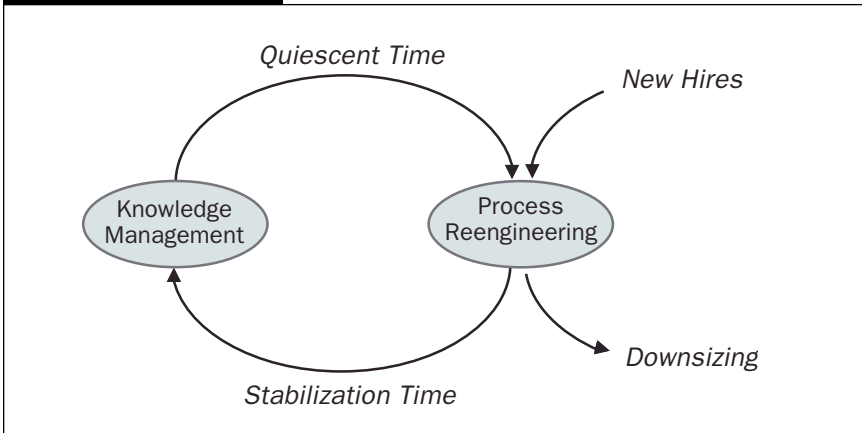 Quiescent Time
New Hires
Knowledge
Management
Process
Reengineering
Downsizing
Stabilization Time